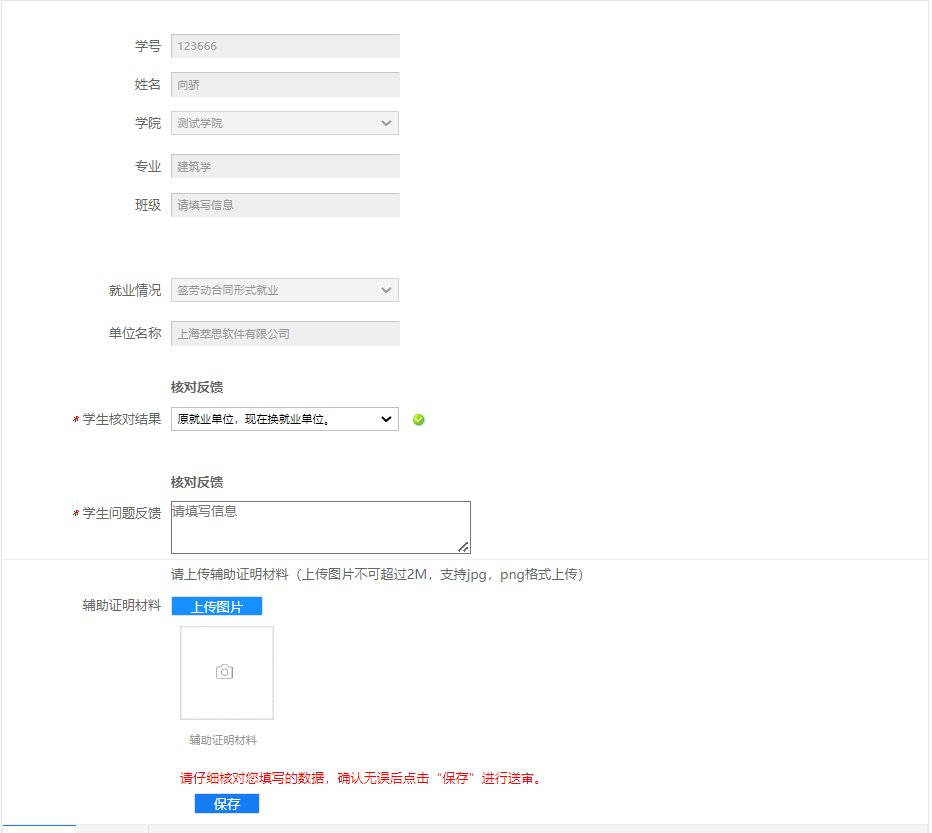 学号 123666
姓名 向骄
学院 测试学院
专业 建筑学
班级 请填写信息
就业情况 签劳动合同形式就业
单位名称 上海萃思软件有限公司
核对反馈
* 学生核对结果 原就业单位，现在换就业单位。
核对反馈
* 学生问题反馈 请填写信息
请上传辅助证明材料（上传图片不可超过2M，支持jpg，png格式上传）
辅助证明材料 上传图片
辅助证明材料
请仔细核对您填写的数据，确认无误后点击“保存”进行送审。
保存